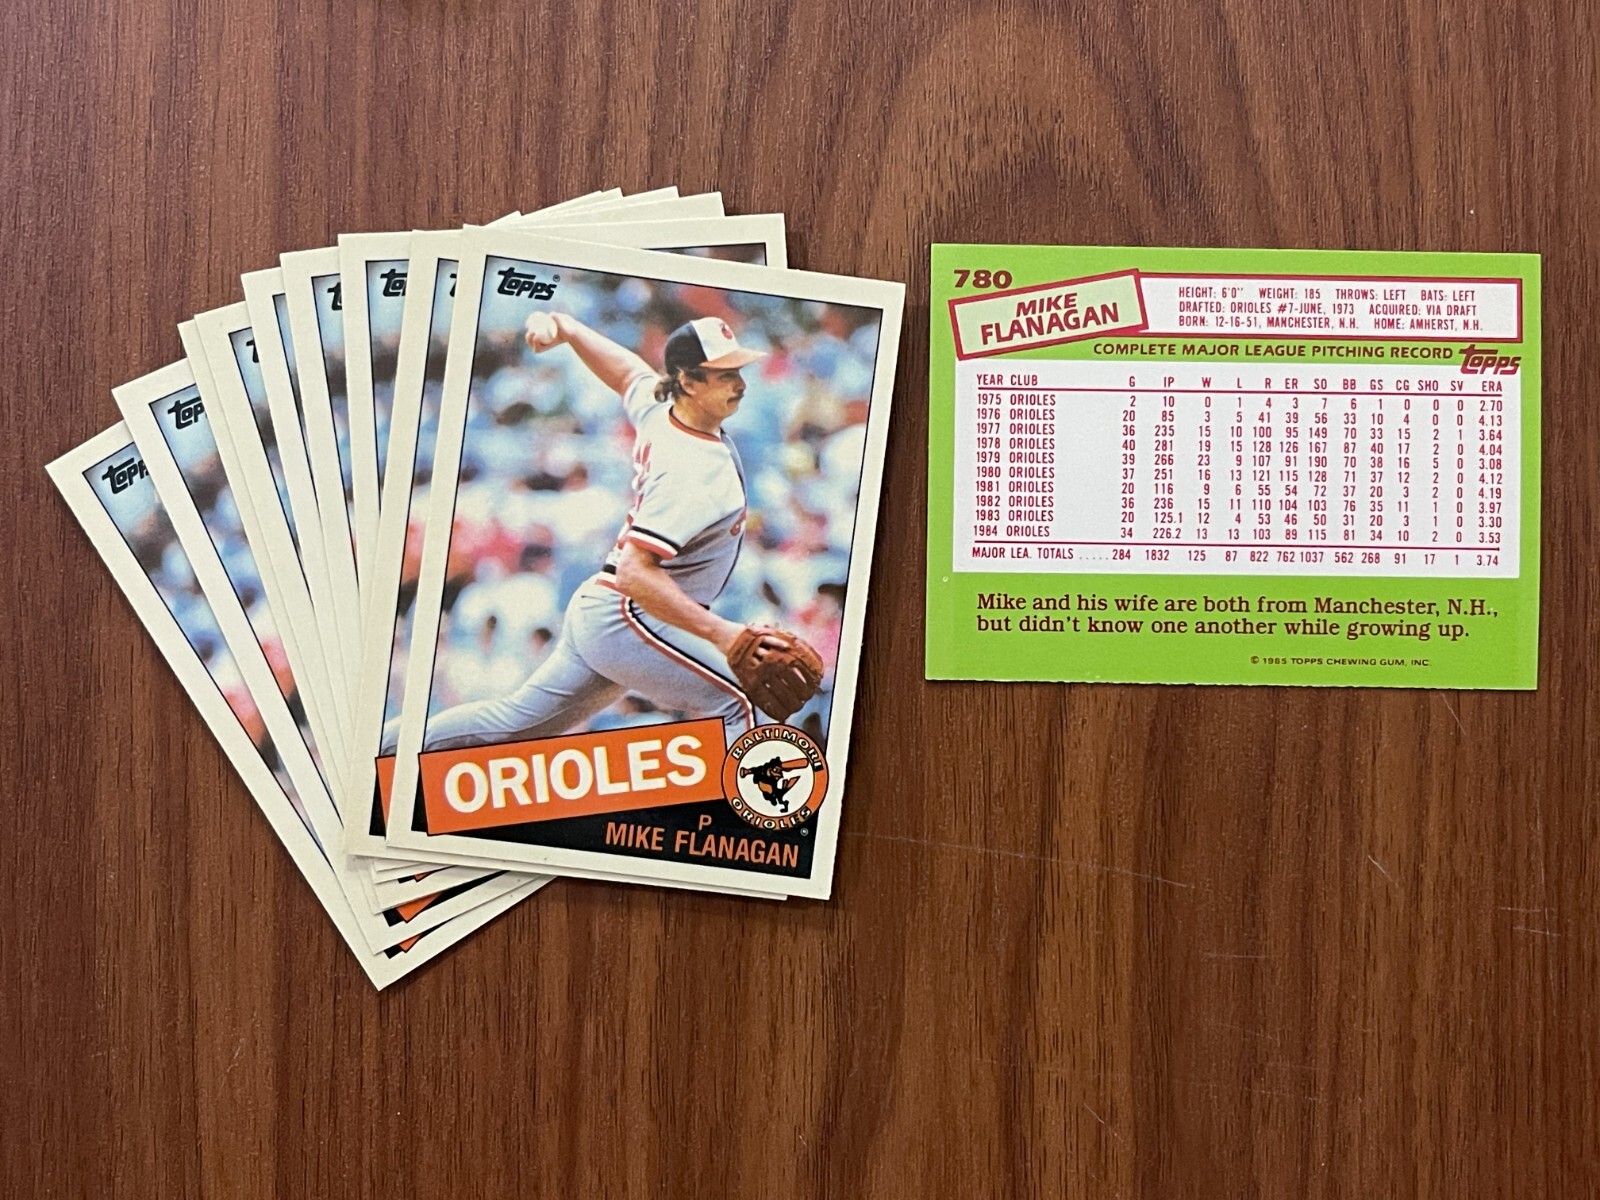 topps
topps
topps
topps
topps
ORIOLES
BALTIMORE
ORIOLES
P
MIKE FLANAGAN
780
MIKE
FLANAGAN
HEIGHT: 6'0" WEIGHT: 185 THROWS: LEFT BATS: LEFT
DRAFTED: ORIOLES #7-JUNE, 1973 ACQUIRED: VIA DRAFT
BORN: 12-16-51, MANCHESTER, N.H. HOME: AMHERST, N.H.
COMPLETE MAJOR LEAGUE PITCHING RECORD topps
YEAR CLUB G IP W L R ER SO BB GS CG SHO SV ERA
1975 ORIOLES 2 10 0 1 4 3 7 6 1 0 0 0 2.70
1976 ORIOLES 20 85 3 5 41 39 56 33 10 4 0 0 4.13
1977 ORIOLES 36 235 15 10 100 95 149 70 33 15 2 1 3.64
1978 ORIOLES 40 281 19 15 128 126 167 87 40 17 2 0 4.04
1979 ORIOLES 39 266 23 9 107 91 190 70 38 16 5 0 3.08
1980 ORIOLES 37 251 16 13 121 115 128 71 37 12 2 0 4.12
1981 ORIOLES 20 116 9 6 55 54 72 37 20 3 2 0 4.19
1982 ORIOLES 36 236 15 11 110 104 103 76 35 11 1 0 3.97
1983 ORIOLES 20 125.1 12 4 53 46 50 31 20 3 1 0 3.30
1984 ORIOLES 34 226.2 13 13 103 89 115 81 34 10 2 0 3.53
MAJOR LEA. TOTALS ..... 284 1832 125 87 822 762 1037 562 268 91 17 1 3.74
Mike and his wife are both from Manchester, N.H.,
but didn't know one another while growing up.
© 1985 TOPPS CHEWING GUM, INC.